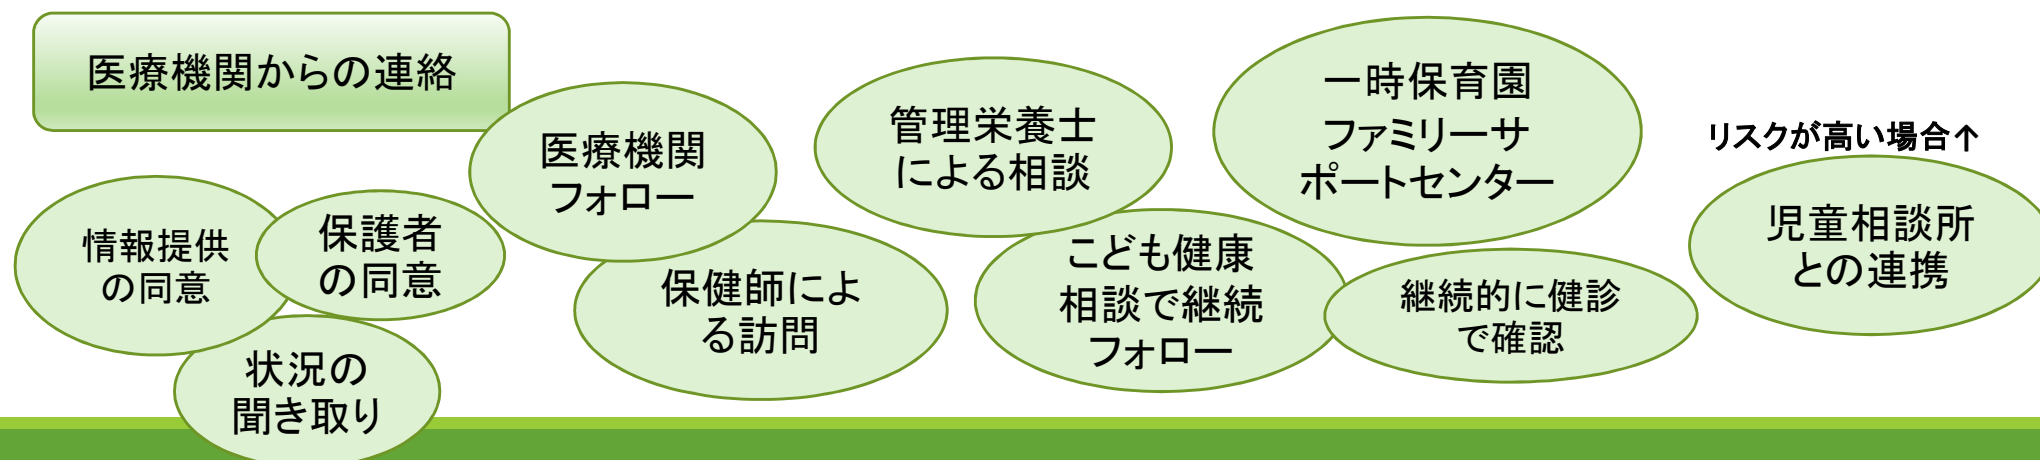 医療機関からの連絡
情報提供
の同意
保護者
の同意
状況の
聞き取り
医療機関
フォロー
保健師によ
る訪問
管理栄養士
による相談
こども健康
相談で継続
フォロー
一時保育園
ファミリーサ
ポートセンター
継続的に健診
で確認
リスクが高い場合↑
児童相談所
との連携